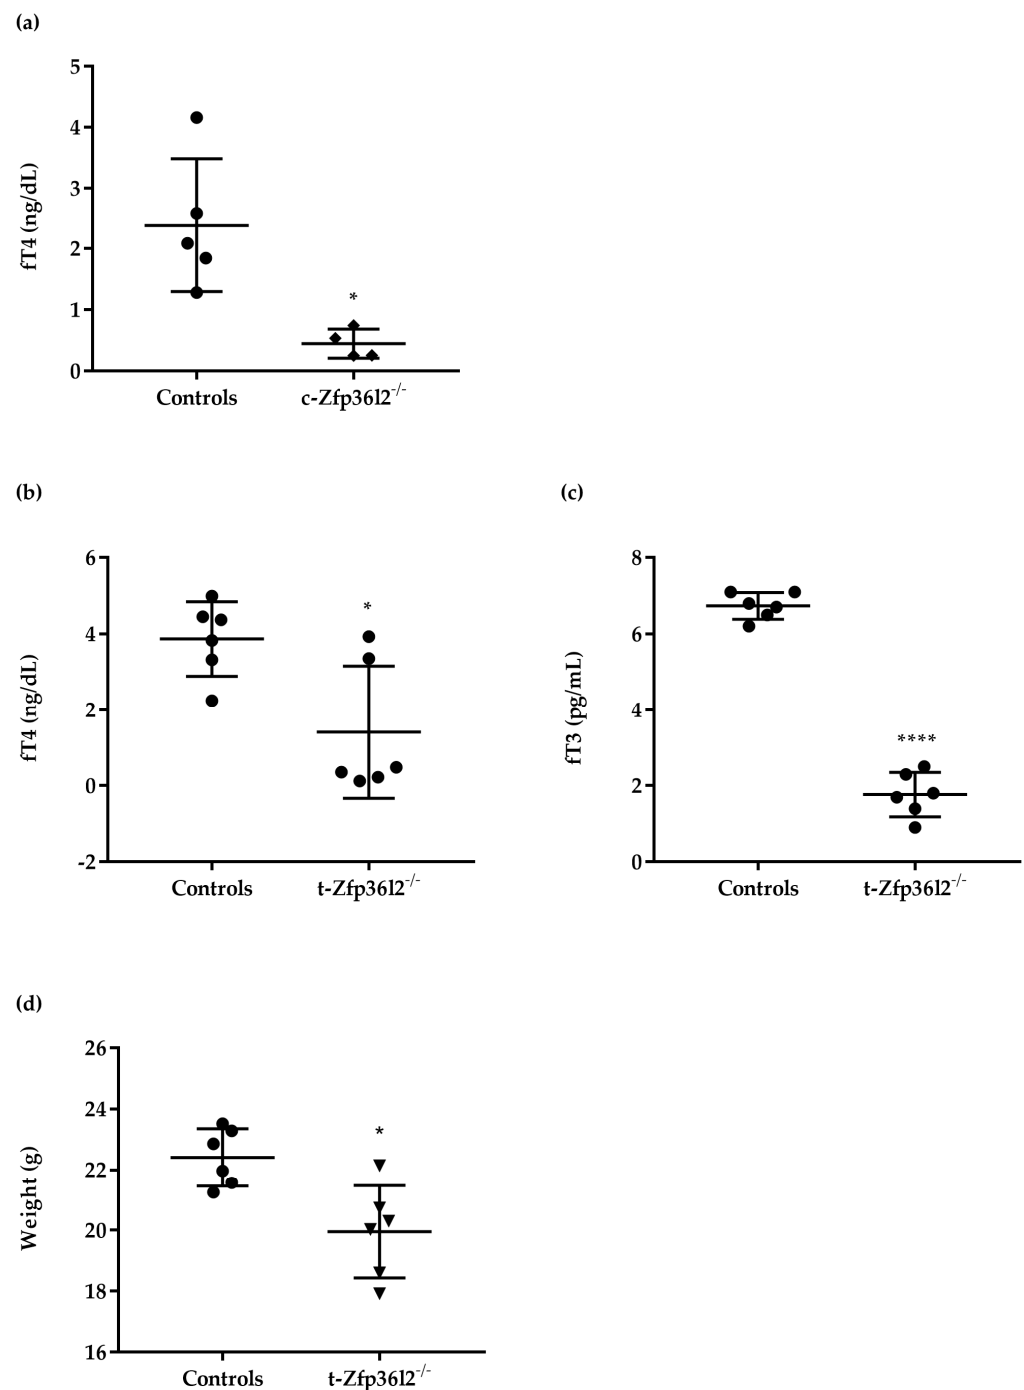 (a)
fT4 (ng/dL)
5
4
3
2
1
0
*
Controls
c-Zfp36l2-/-
(b)
fT4 (ng/dL)
6
4
2
0
-2
*
Controls
t-Zfp36l2-/-
(c)
fT3 (pg/mL)
8
6
4
2
0
****
Controls
t-Zfp36l2-/-
(d)
Weight (g)
26
24
22
20
18
16
*
Controls
t-Zfp36l2-/-